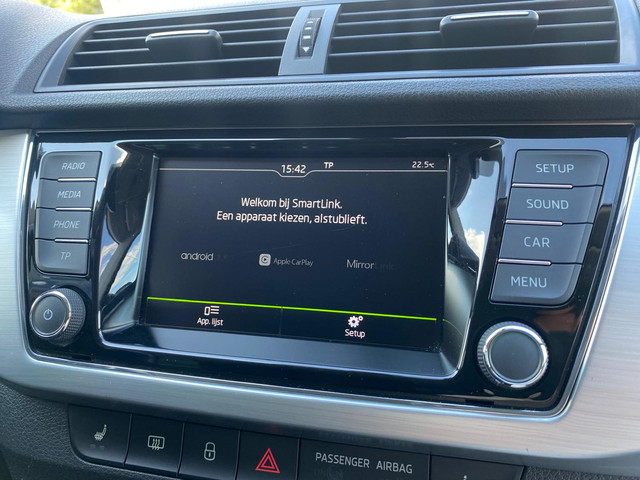 RADIO
MEDIA
PHONE
TP
15:42 TP 22.5°C
Welkom bij SmartLink.
Een apparaat kiezen, alstublieft.
android Apple CarPlay Mirror
App. lijst Setup
SETUP
SOUND
CAR
MENU
PASSENGER AIRBAG